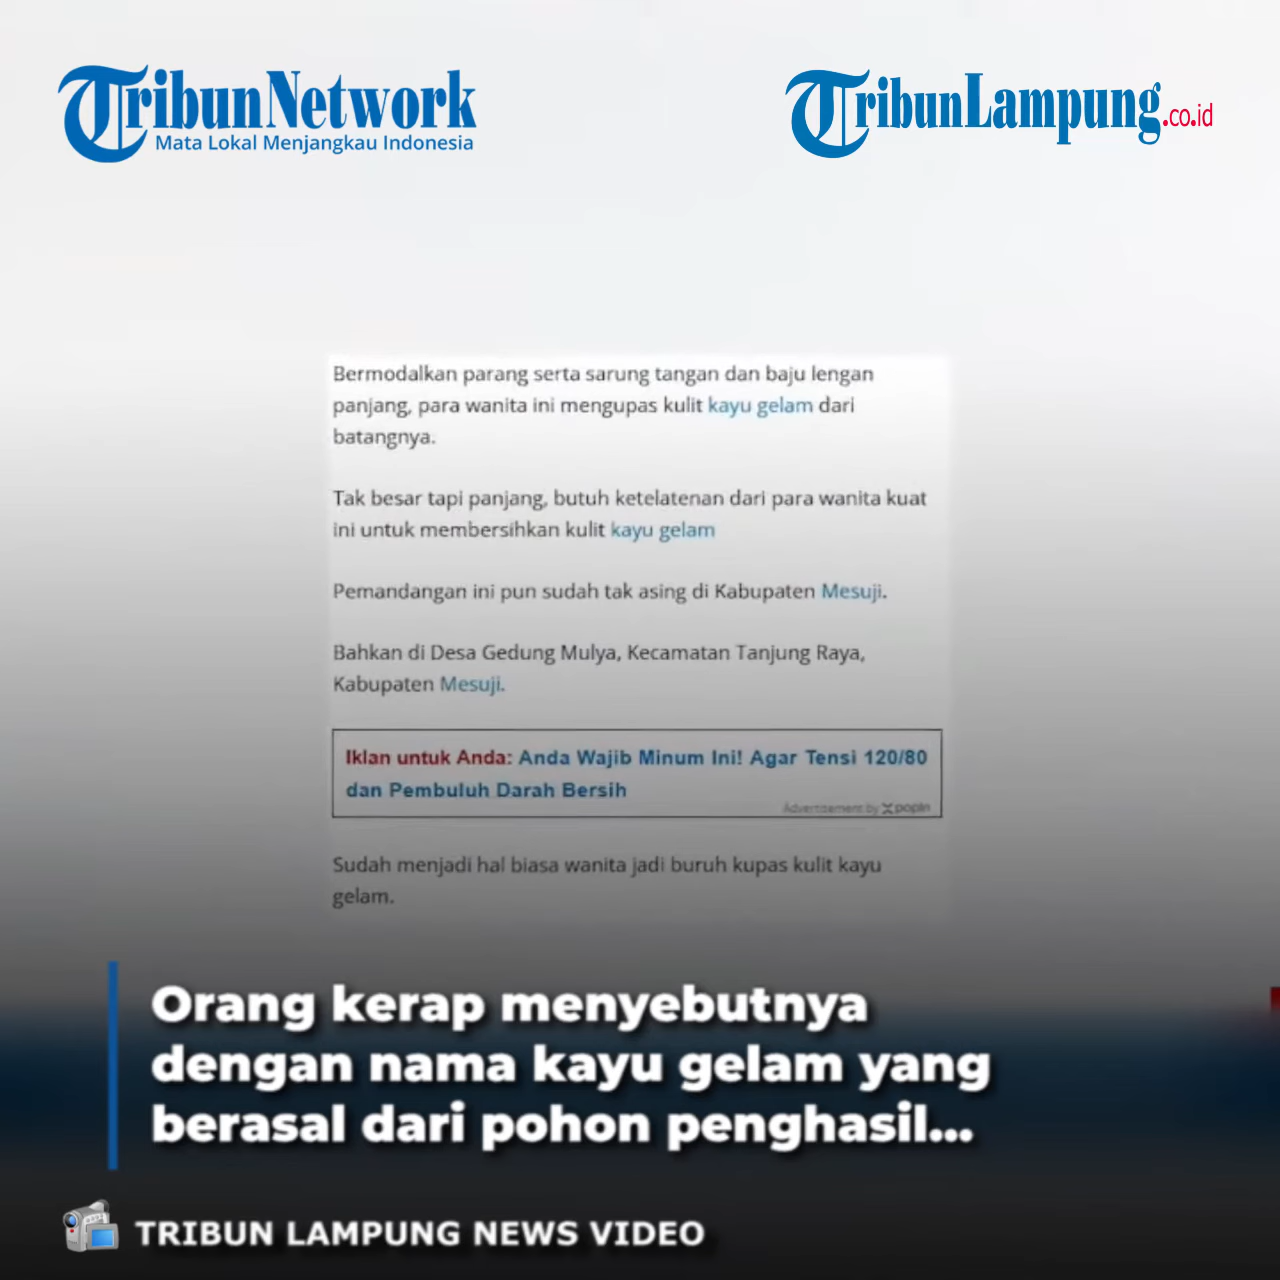 TribunNetwork
Mata Lokal Menjangkau Indonesia
TribunLampung.co.id
Bermodalkan parang serta sarung tangan dan baju lengan
panjang, para wanita ini mengupas kulit kayu gelam dari
batangnya.
Tak besar tapi panjang, butuh ketelatenan dari para wanita kuat
ini untuk membersihkan kulit kayu gelam
Pemandangan ini pun sudah tak asing di Kabupaten Mesuji.
Bahkan di Desa Gedung Mulya, Kecamatan Tanjung Raya,
Kabupaten Mesuji.
Iklan untuk Anda: Anda Wajib Minum Ini! Agar Tensi 120/80
dan Pembuluh Darah Bersih
Advertisement by popIn
Sudah menjadi hal biasa wanita jadi buruh kupas kulit kayu
gelam.
Orang kerap menyebutnya
dengan nama kayu gelam yang
berasal dari pohon penghasil...
TRIBUN LAMPUNG NEWS VIDEO